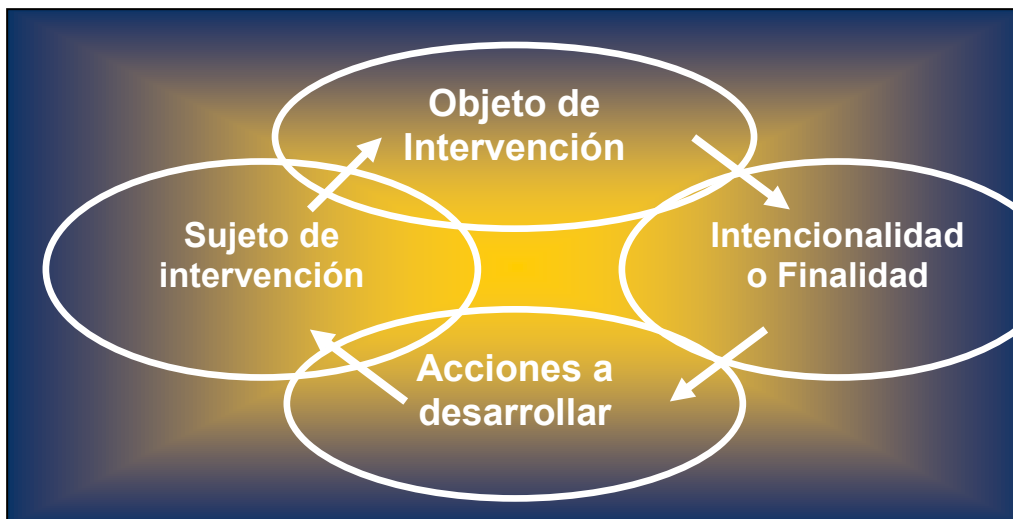 Objeto de
Intervención
Sujeto de
intervención
Intencionalidad
o Finalidad
Acciones a
desarrollar